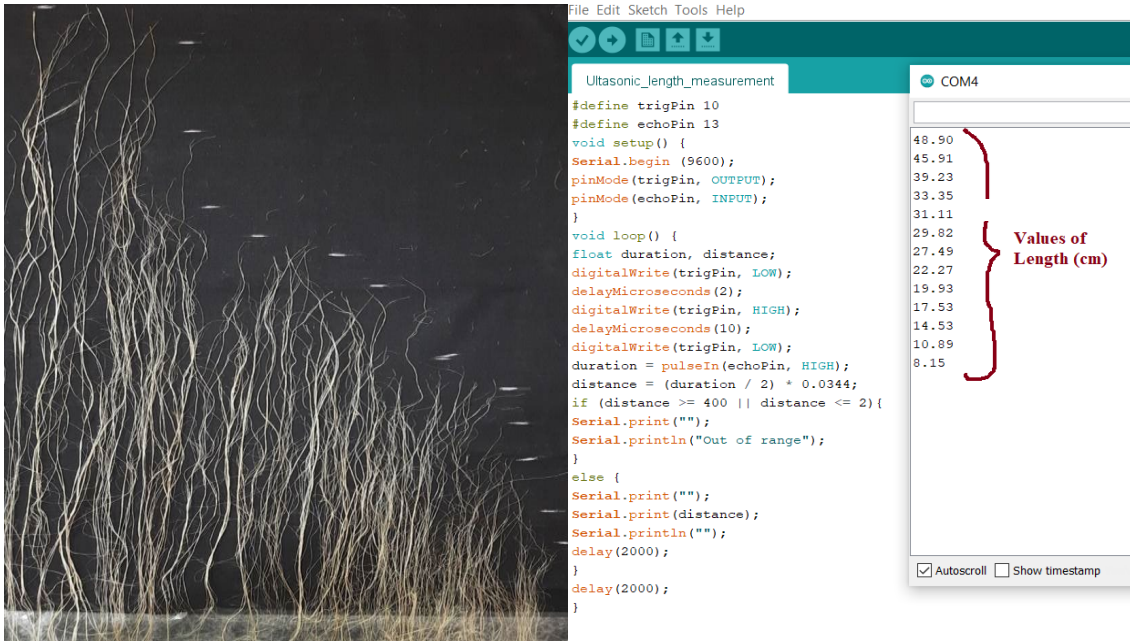 File Edit Sketch Tools Help
Ultasonic_length_measurement
#define trigPin 10
#define echoPin 13
void setup() {
Serial.begin (9600);
pinMode(trigPin, OUTPUT);
pinMode(echoPin, INPUT);
}
void loop() {
float duration, distance;
digitalWrite(trigPin, LOW);
delayMicroseconds(2);
digitalWrite(trigPin, HIGH);
delayMicroseconds(10);
digitalWrite(trigPin, LOW);
duration = pulseIn(echoPin, HIGH);
distance = (duration / 2) * 0.0344;
if (distance >= 400 || distance <= 2){
Serial.print("");
Serial.println("Out of range");
}
else {
Serial.print("");
Serial.print(distance);
Serial.println("");
delay(2000);
}
delay(2000);
}
COM4
48.90
45.91
39.23
33.35
31.11
29.82
27.49
22.27
19.93
17.53
14.53
10.89
8.15
Values of
Length (cm)
Autoscroll Show timestamp